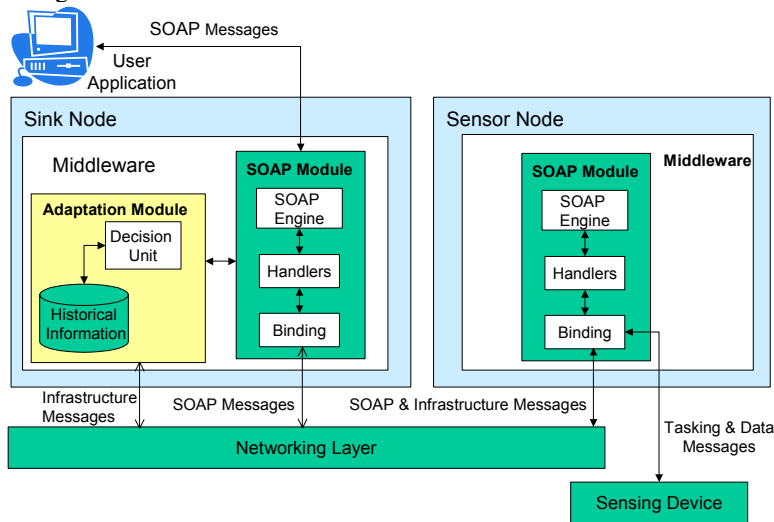 SOAP Messages
User
Application
Sink Node
Middleware
Adaptation Module
Decision
Unit
Historical
Information
SOAP Module
SOAP
Engine
Handlers
Binding
Sensor Node
Middleware
SOAP Module
SOAP
Engine
Handlers
Binding
Infrastructure
Messages
SOAP Messages
SOAP & Infrastructure Messages
Tasking & Data
Messages
Networking Layer
Sensing Device